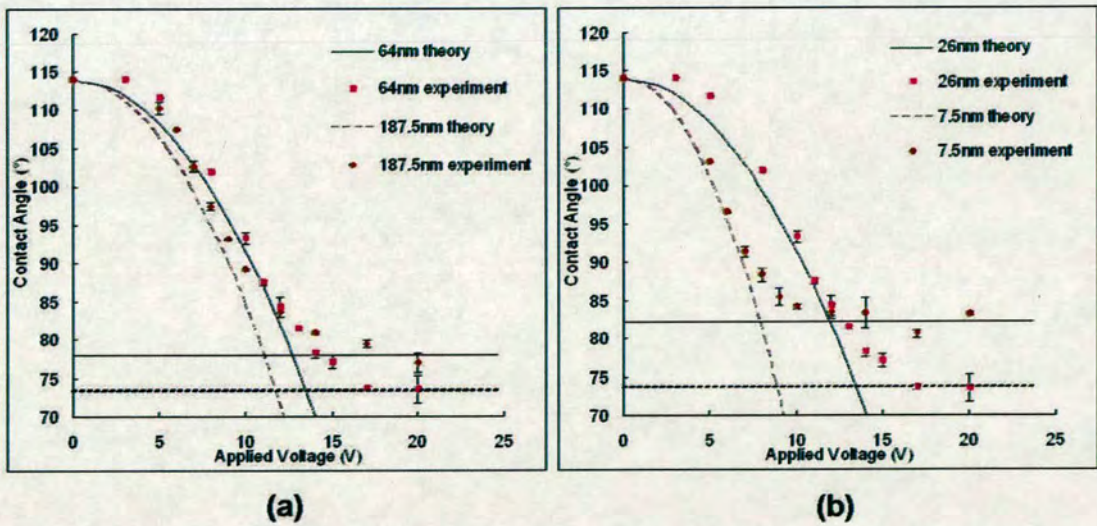 120
115
110
105
100
95
90
85
80
75
70
Contact Angle (°)
64nm theory
64nm experiment
187.5nm theory
187.5nm experiment
0
5
10
15
20
25
Applied Voltage (V)
(a)
120
115
110
105
100
95
90
85
80
75
70
Contact Angle (°)
26nm theory
26nm experiment
7.5nm theory
7.5nm experiment
0
5
10
15
20
25
Applied Voltage (V)
(b)